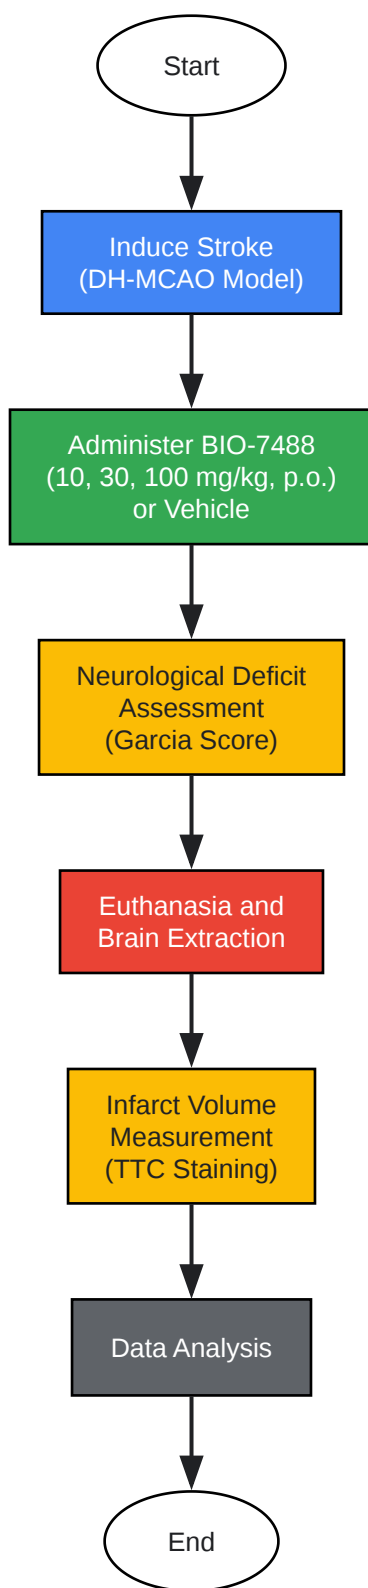 Start
Induce Stroke
(DH-MCAO Model)
Administer BIO-7488
(10, 30, 100 mg/kg, p.o.)
or Vehicle
Neurological Deficit
Assessment
(Garcia Score)
Euthanasia and
Brain Extraction
Infarct Volume
Measurement
(TTC Staining)
Data Analysis
End